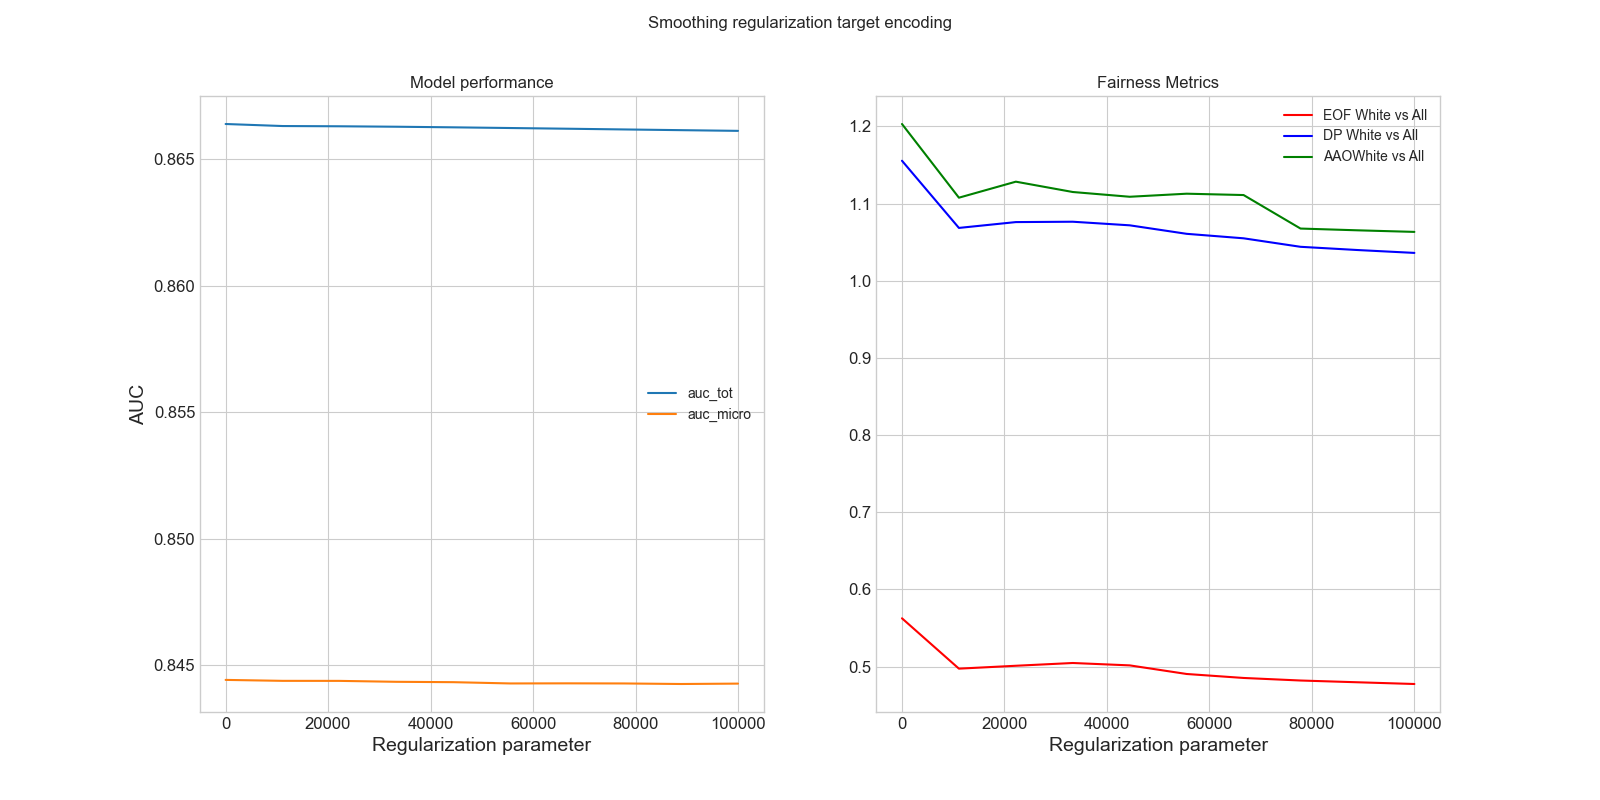 Smoothing regularization target encoding
Model performance
0.865
0.860
0.855
0.850
0.845
AUC
auc_tot
auc_micro
0 20000 40000 60000 80000 100000
Regularization parameter
Fairness Metrics
1.2
1.1
1.0
0.9
0.8
0.7
0.6
0.5
EOF White vs All
DP White vs All
AAOWhite vs All
0 20000 40000 60000 80000 100000
Regularization parameter